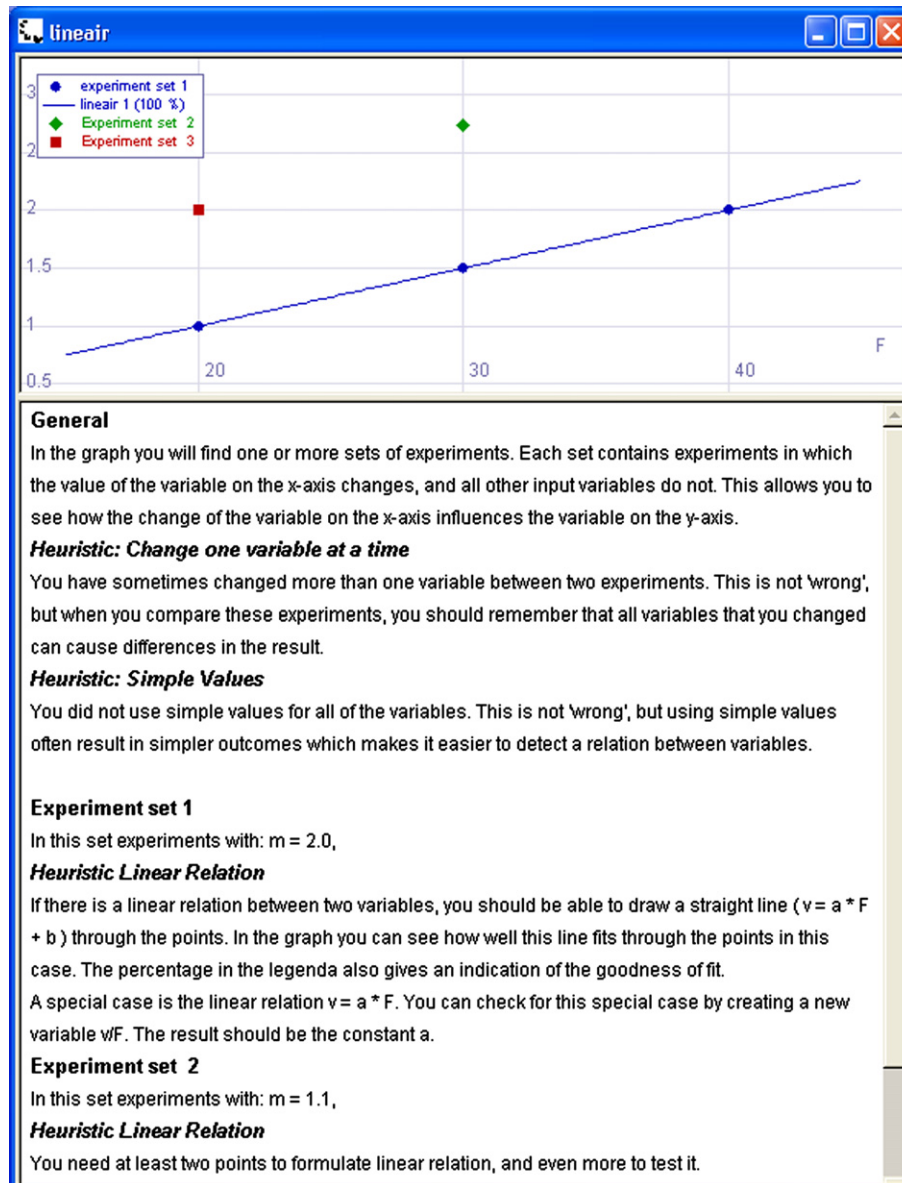 lineair
experiment set 1
lineair 1 (100 %)
Experiment set 2
Experiment set 3
3
2
2
1.5
1
0.5
20
30
40
F
General
In the graph you will find one or more sets of experiments. Each set contains experiments in which
the value of the variable on the x-axis changes, and all other input variables do not. This allows you to
see how the change of the variable on the x-axis influences the variable on the y-axis.
Heuristic: Change one variable at a time
You have sometimes changed more than one variable between two experiments. This is not 'wrong',
but when you compare these experiments, you should remember that all variables that you changed
can cause differences in the result.
Heuristic: Simple Values
You did not use simple values for all of the variables. This is not 'wrong', but using simple values
often result in simpler outcomes which makes it easier to detect a relation between variables.
Experiment set 1
In this set experiments with: m = 2.0,
Heuristic Linear Relation
If there is a linear relation between two variables, you should be able to draw a straight line ( v = a * F
+ b ) through the points. In the graph you can see how well this line fits through the points in this
case. The percentage in the legenda also gives an indication of the goodness of fit.
A special case is the linear relation v = a * F. You can check for this special case by creating a new
variable v/F. The result should be the constant a.
Experiment set 2
In this set experiments with: m = 1.1,
Heuristic Linear Relation
You need at least two points to formulate linear relation, and even more to test it.